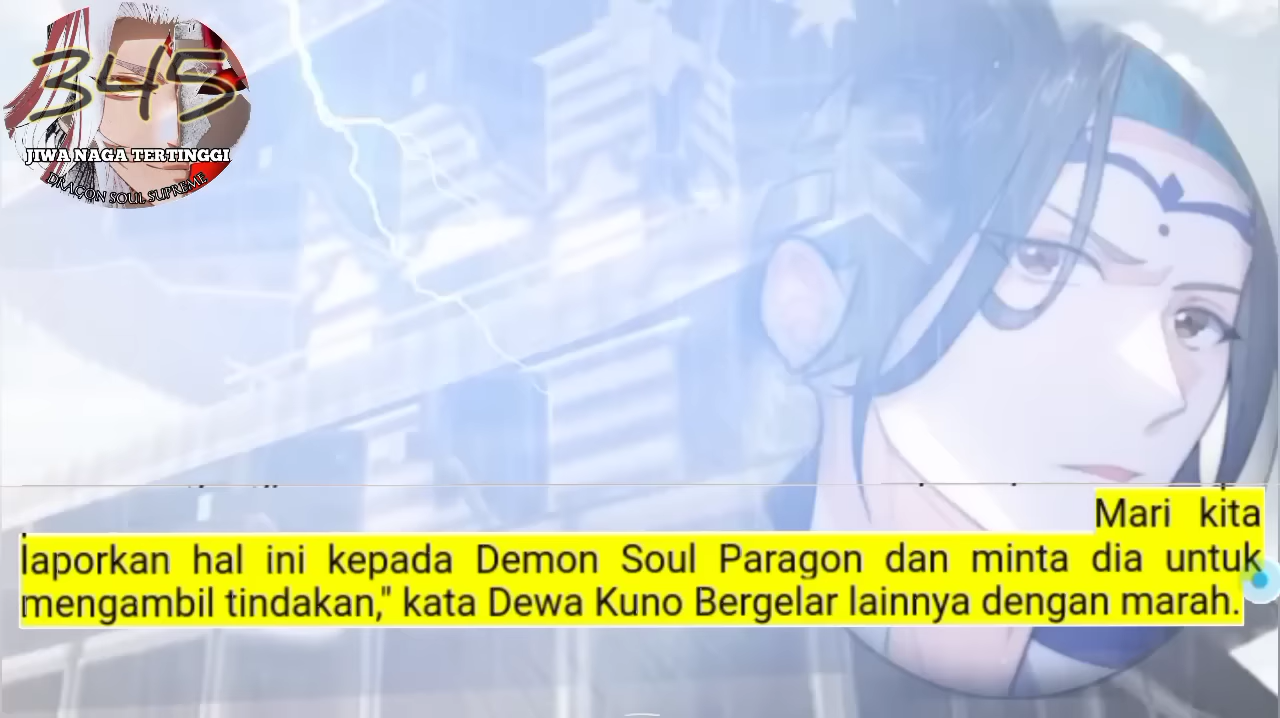 345
JIWA NAGA TERTINGGI
DRAGON SOUL SUPREME
Mari kita
laporkan hal ini kepada Demon Soul Paragon dan minta dia untuk
mengambil tindakan," kata Dewa Kuno Bergelar lainnya dengan marah.